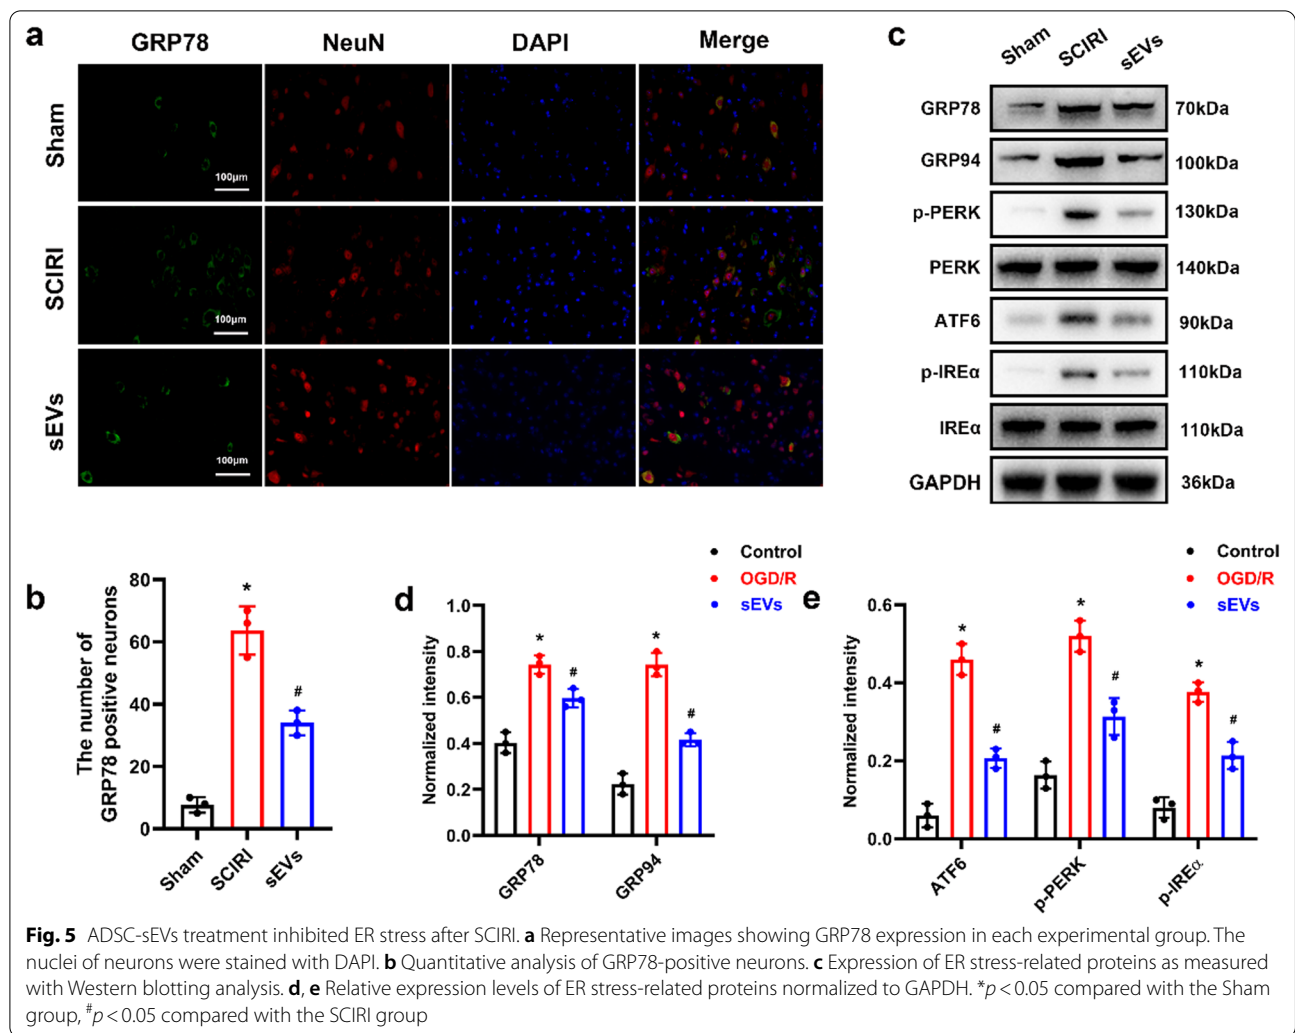 a
GRP78 NeuN DAPI Merge
Sham
100μm
SCIRI
100μm
sEVs
100μm
c
Sham SCIRI sEVs
GRP78 70kDa
GRP94 100kDa
p-PERK 130kDa
PERK 140kDa
ATF6 90kDa
p-IREα 110kDa
IREα 110kDa
GAPDH 36kDa
b
The number of
GRP78 positive neurons
80
60
40
20
0
*
#
Sham SCIRI sEVs
d
Control
OGD/R
sEVs
Normalized intensity
1.0
0.8
0.6
0.4
0.2
0.0
* # * #
GRP78 GRP94
e
Control
OGD/R
sEVs
Normalized intensity
0.6
0.4
0.2
0.0
* # * # * #
ATF6 p-PERK p-IREα
Fig. 5 ADSC-sEVs treatment inhibited ER stress after SCIRI. a Representative images showing GRP78 expression in each experimental group. The
nuclei of neurons were stained with DAPI. b Quantitative analysis of GRP78-positive neurons. c Expression of ER stress-related proteins as measured
with Western blotting analysis. d, e Relative expression levels of ER stress-related proteins normalized to GAPDH. *p < 0.05 compared with the Sham
group, #p < 0.05 compared with the SCIRI group